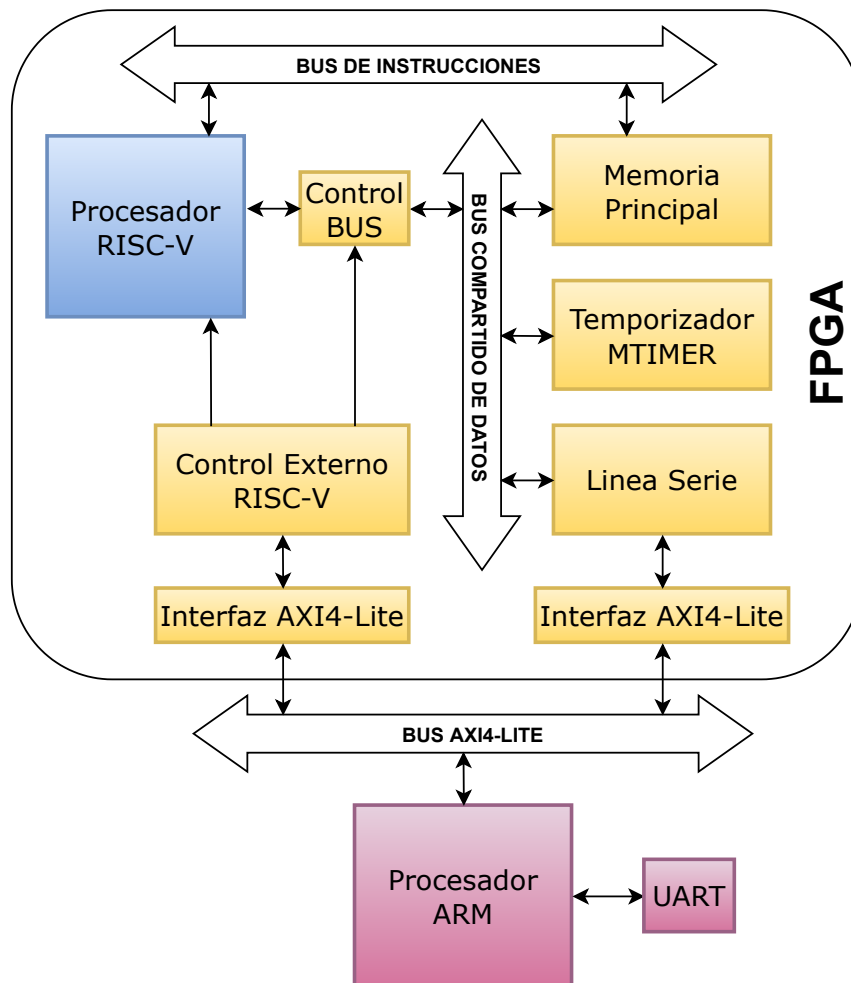 BUS DE INSTRUCCIONES
Procesador
RISC-V
Control
BUS
BUS COMPARTIDO DE DATOS
Memoria
Principal
Temporizador
MTIMER
FPGA
Control Externo
RISC-V
Linea Serie
Interfaz AXI4-Lite
Interfaz AXI4-Lite
BUS AXI4-LITE
Procesador
ARM
UART